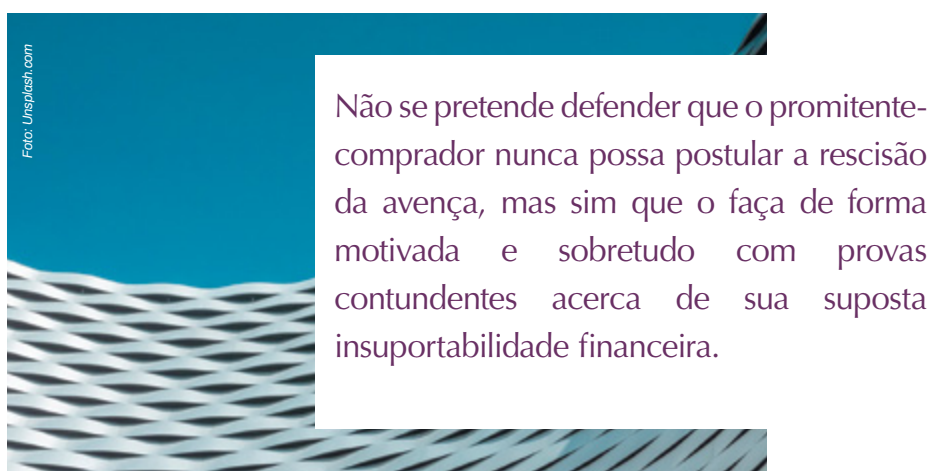 Foto: Unsplash.com
Não se pretende defender que o promitente-
comprador nunca possa postular a rescisão
da avença, mas sim que o faça de forma
motivada e sobretudo com provas
contundentes acerca de sua suposta
insuportabilidade financeira.